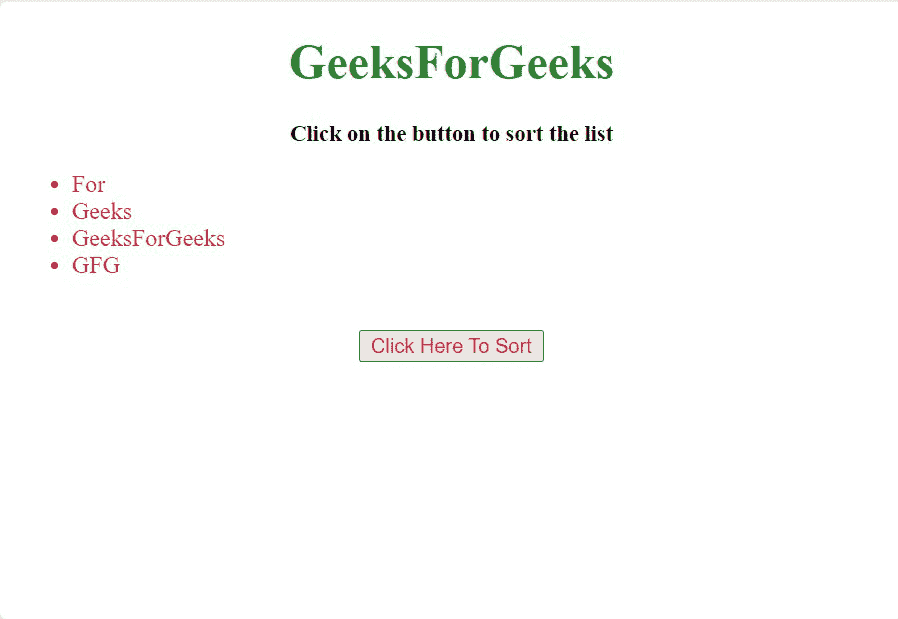 GeeksForGeeks
Click on the button to sort the list
For
Geeks
GeeksForGeeks
GFG
Click Here To Sort